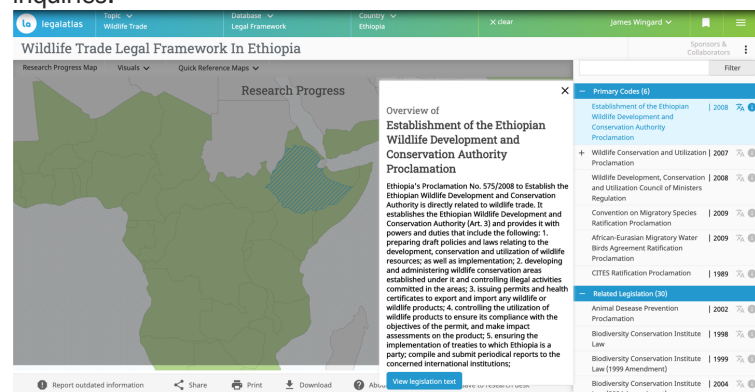 inquiries.
legalatlas
Topic
Wildlife Trade
Database
Legal Framework
Country
Ethiopia
X clear
James Wingard
Wildlife Trade Legal Framework In Ethiopia
Sponsors &
Collaborators
Research Progress Map Visuals Quick Reference Maps
Filter
Research Progress
Overview of
Establishment of the Ethiopian
Wildlife Development and
Conservation Authority
Proclamation
Ethiopia's Proclamation No. 575/2008 to Establish the
Ethiopian Wildlife Development and Conservation
Authority is directly related to wildlife trade. It
establishes the Ethiopian Wildlife Development and
Conservation Authority (Art. 3) and provides it with
powers and duties that include the following: 1.
preparing draft policies and laws relating to the
development, conservation and utilization of wildlife
resources; as well as implementation; 2. developing
and administering wildlife conservation areas
established under it and controlling illegal activities
committed in the areas; 3. issuing permits and health
certificates to export and import any wildlife or
wildlife products; 4. controlling the utilization of
wildlife products to ensure its compliance with the
objectives of the permit, and make impact
assessments on the product; 5. ensuring the
implementation of treaties to which Ethiopia is a
party; compile and submit periodical reports to the
concerned international institutions;
View legislation text
− Primary Codes (6)
Establishment of the Ethiopian | 2008
Wildlife Development and
Conservation Authority
Proclamation
+ Wildlife Conservation and Utilization | 2007
Proclamation
Wildlife Development, Conservation | 2008
and Utilization Council of Ministers
Regulation
Convention on Migratory Species | 2009
Ratification Proclamation
African-Eurasian Migratory Water | 2009
Birds Agreement Ratification
Proclamation
CITES Ratification Proclamation | 1989
− Related Legislation (30)
Animal Desease Prevention | 2002
Proclamation
Biodiversity Conservation Institute | 1998
Law
Biodiversity Conservation Institute | 1999
Law (1999 Amendment)
Biodiversity Conservation Institute | 2004
Report outdated information Share Print Download Abou